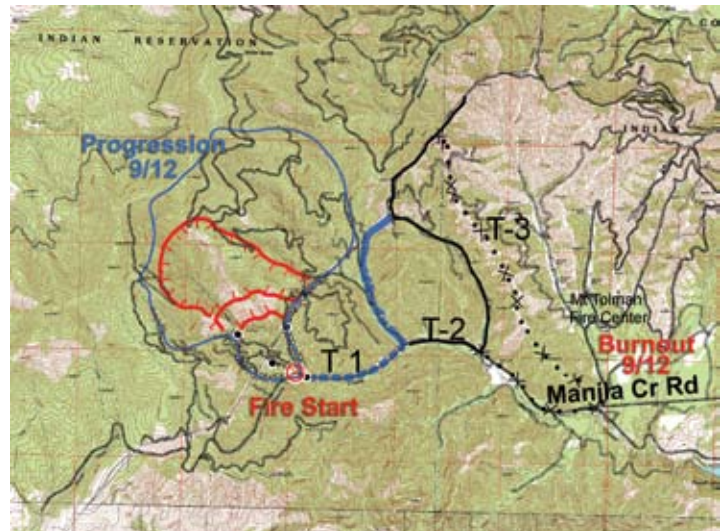 INDIAN RESERVATION
INDIAN
Progression
9/12
T-3
Mt Tolman
Fire Center
T-2
T 1
Burnout
9/12
Manila Cr Rd
Fire Start